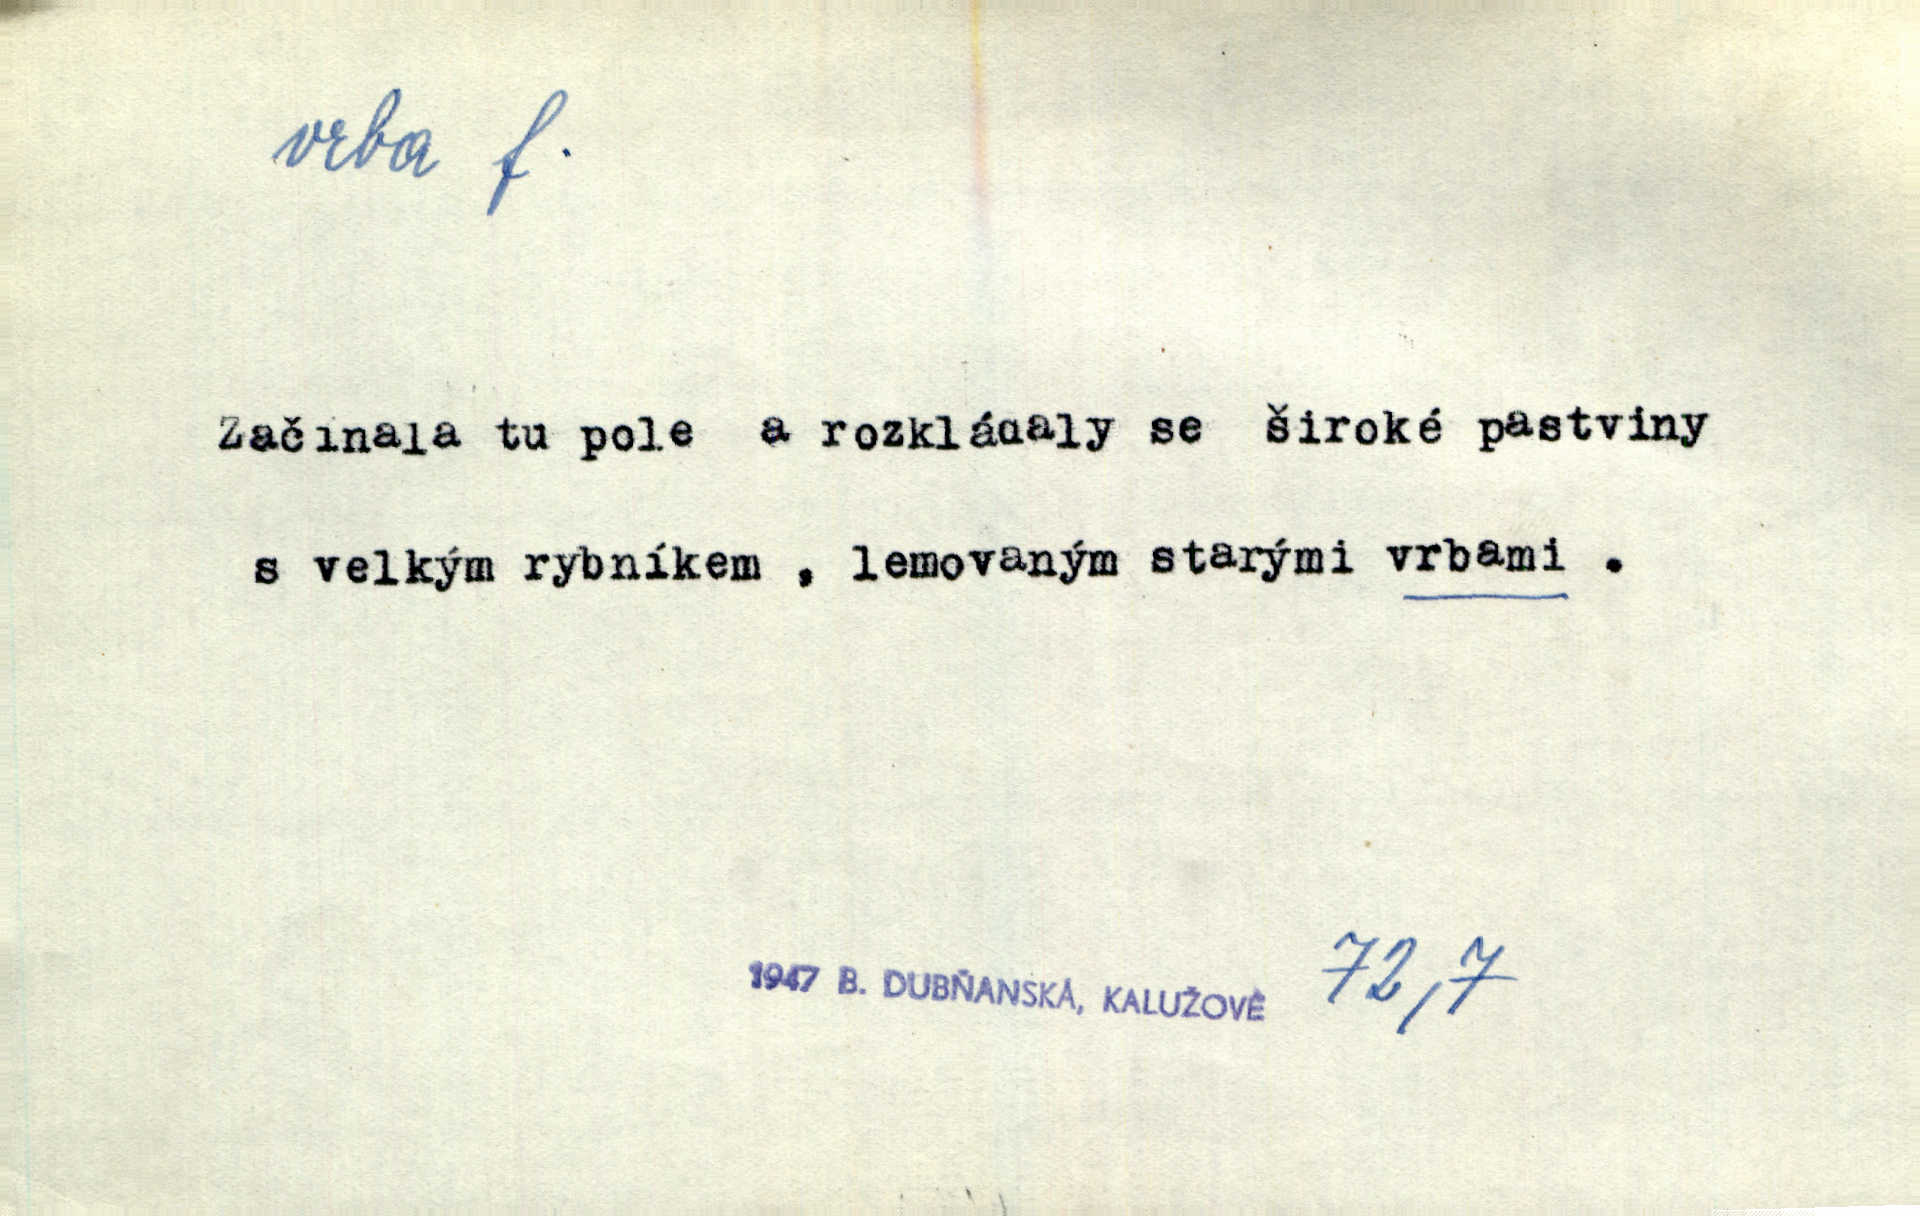 vrba f.
Začínala tu pole a rozkládaly se široké pastviny
s velkým rybníkem , lemovaným starými vrbami .
1947 B. DUBŇANSKÁ, KALUŽOVÉ 72,7